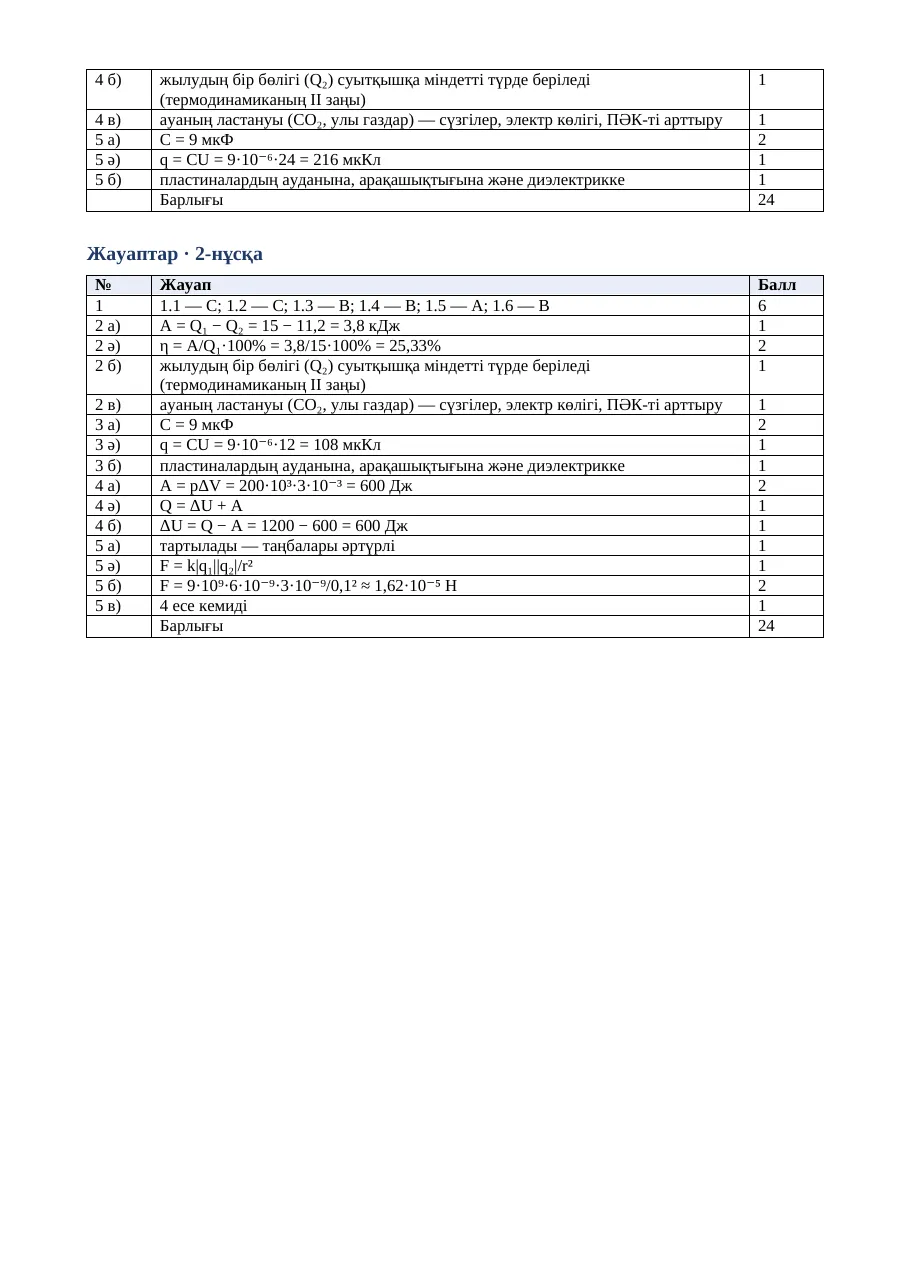 4 б) жылудың бір бөлігі (Q₂) суытқышқа міндетті түрде беріледі 1
(термодинамиканың II заңы)
4 в) ауаның ластануы (CO₂, улы газдар) — сүзгілер, электр көлігі, ПӘК-ті арттыру 1
5 а) C = 9 мкФ 2
5 ә) q = CU = 9·10⁻⁶·24 = 216 мкКл 1
5 б) пластиналардың ауданына, арақашықтығына және диэлектрикке 1
Барлығы 24
Жауаптар · 2-нұсқа
№ Жауап Балл
1 1.1 — C; 1.2 — C; 1.3 — B; 1.4 — B; 1.5 — A; 1.6 — B 6
2 а) A = Q₁ − Q₂ = 15 − 11,2 = 3,8 кДж 1
2 ә) η = A/Q₁·100% = 3,8/15·100% = 25,33% 2
2 б) жылудың бір бөлігі (Q₂) суытқышқа міндетті түрде беріледі 1
(термодинамиканың II заңы)
2 в) ауаның ластануы (CO₂, улы газдар) — сүзгілер, электр көлігі, ПӘК-ті арттыру 1
3 а) C = 9 мкФ 2
3 ә) q = CU = 9·10⁻⁶·12 = 108 мкКл 1
3 б) пластиналардың ауданына, арақашықтығына және диэлектрикке 1
4 а) A = pΔV = 200·10³·3·10⁻³ = 600 Дж 2
4 ә) Q = ΔU + A 1
4 б) ΔU = Q − A = 1200 − 600 = 600 Дж 1
5 а) тартылады — таңбалары әртүрлі 1
5 ә) F = k|q₁||q₂|/r² 1
5 б) F = 9·10⁹·6·10⁻⁹·3·10⁻⁹/0,1² ≈ 1,62·10⁻⁵ Н 2
5 в) 4 есе кемиді 1
Барлығы 24